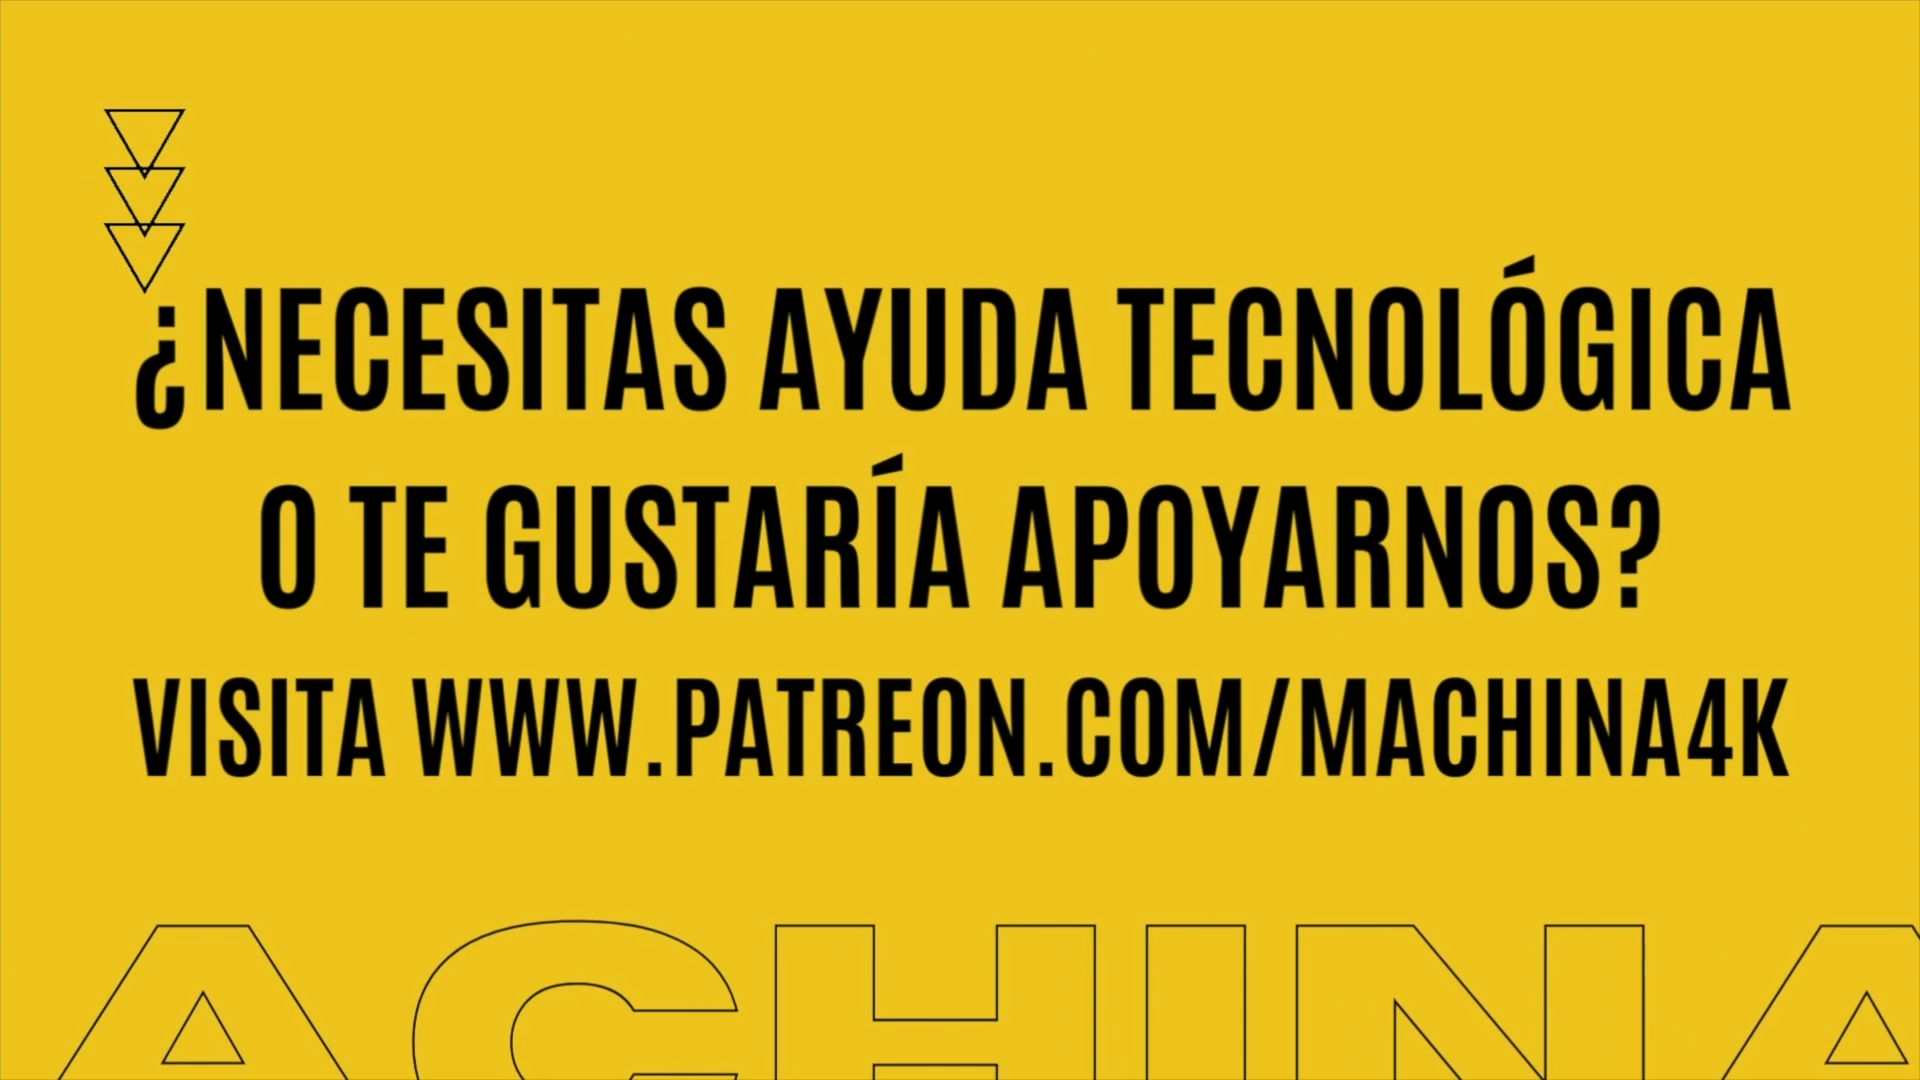 ¿NECESITAS AYUDA TECNOLÓGICA
O TE GUSTARÍA APOYARNOS?
VISITA WWW.PATREON.COM/MACHINA4K
ACHINA